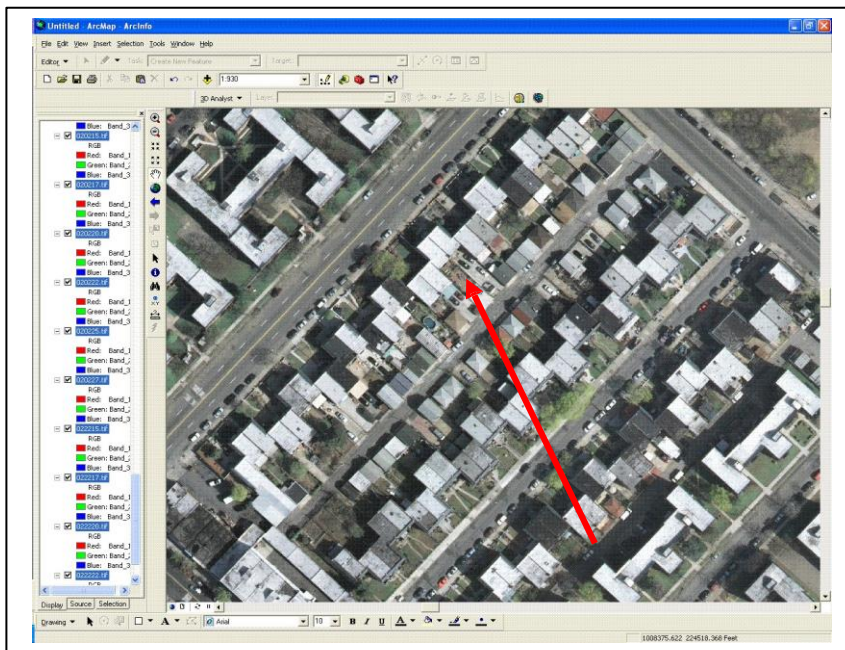 Untitled - ArcMap - ArcInfo
File Edit View Insert Selection Tools Window Help
Editor Task: Create New Feature Target:
1:930
3D Analyst Layer:
Blue: Band_3
020215.tif
RGB
Red: Band_1
Green: Band_2
Blue: Band_3
020217.tif
RGB
Red: Band_1
Green: Band_2
Blue: Band_3
020220.tif
RGB
Red: Band_1
Green: Band_2
Blue: Band_3
020222.tif
RGB
Red: Band_1
Green: Band_2
Blue: Band_3
020225.tif
RGB
Red: Band_1
Green: Band_2
Blue: Band_3
020227.tif
RGB
Red: Band_1
Green: Band_2
Blue: Band_3
022215.tif
RGB
Red: Band_1
Green: Band_2
Blue: Band_3
022217.tif
RGB
Red: Band_1
Green: Band_2
Blue: Band_3
022220.tif
RGB
Red: Band_1
Green: Band_2
Blue: Band_3
022222.tif
RGB
Display Source Selection
Drawing A Arial 10 B I U A
1008375.622 224518.368 Feet